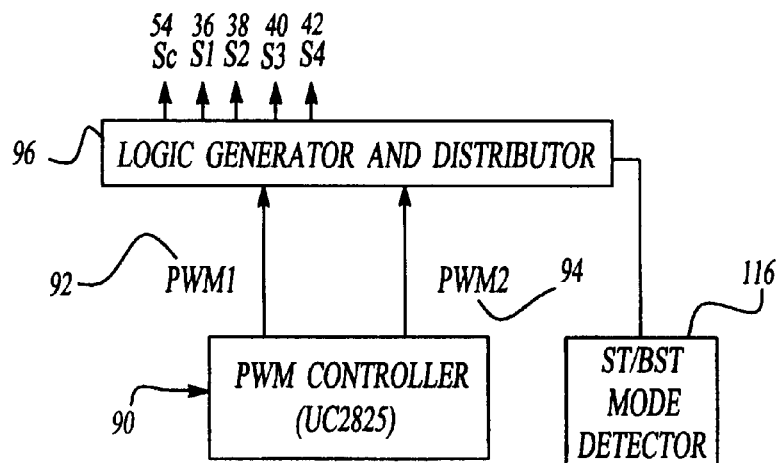 54 36 38 40 42
Sc S1 S2 S3 S4
96
LOGIC GENERATOR AND DISTRIBUTOR
92 PWM1 PWM2 94
116
90
PWM CONTROLLER
(UC2825)
ST/BST
MODE
DETECTOR